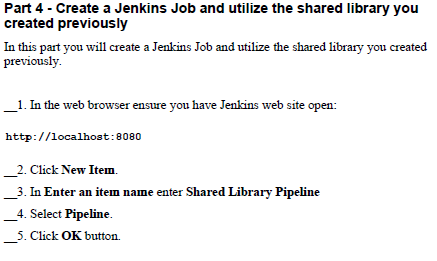 Part 4 - Create a Jenkins Job and utilize the shared library you
created previously
In this part you will create a Jenkins Job and utilize the shared library you created
previously.
__1. In the web browser ensure you have Jenkins web site open:
http://localhost:8080
__2. Click New Item.
__3. In Enter an item name enter Shared Library Pipeline
__4. Select Pipeline.
__5. Click OK button.